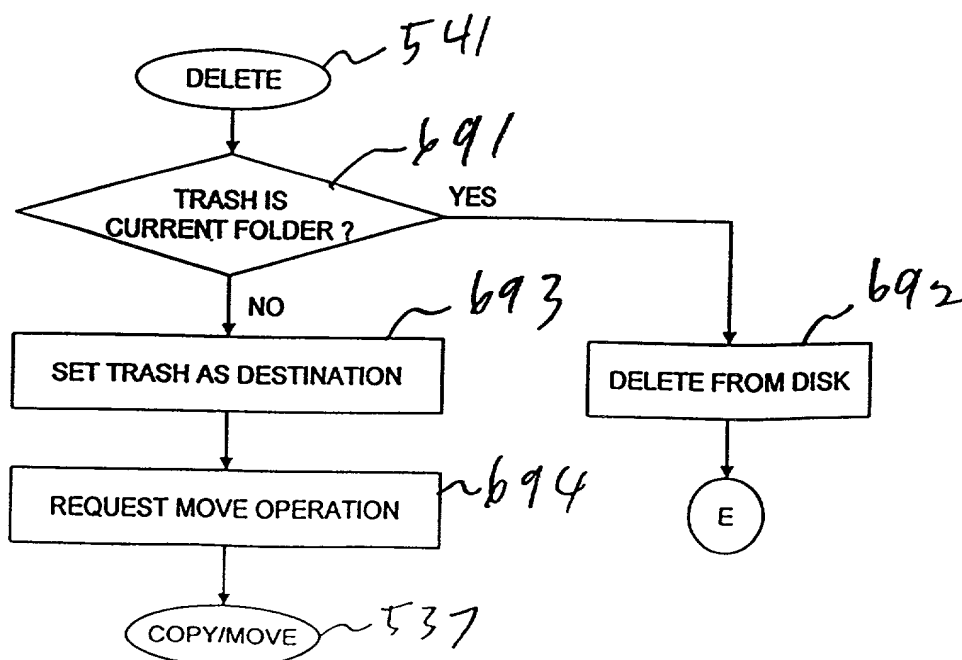 541
DELETE
691
TRASH IS
CURRENT FOLDER ?
YES
NO
693
692
SET TRASH AS DESTINATION
DELETE FROM DISK
REQUEST MOVE OPERATION
694
E
COPY/MOVE
537